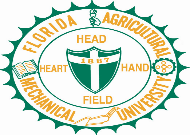 FLORIDA AGRICULTURAL
MECHANICAL UNIVERSITY
HEAD
1887
HEART HAND
FIELD